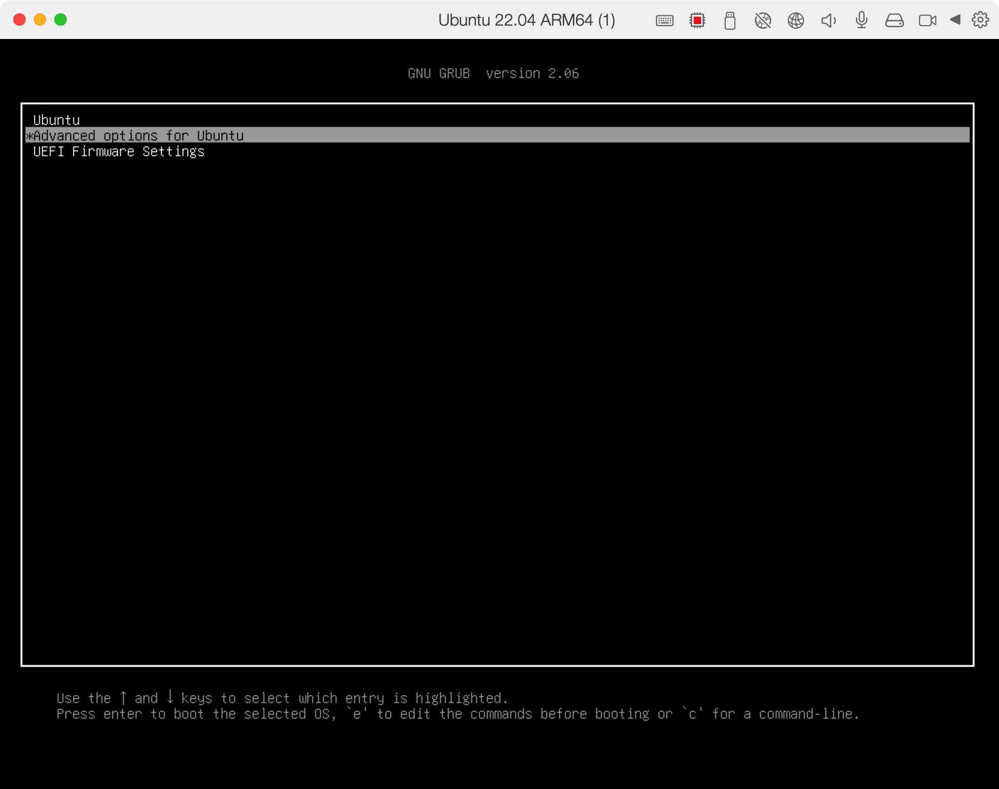 Ubuntu 22.04 ARM64 (1)
GNU GRUB  version 2.06
Ubuntu
*Advanced options for Ubuntu
UEFI Firmware Settings
Use the ↑ and ↓ keys to select which entry is highlighted.
Press enter to boot the selected OS, `e' to edit the commands before booting or `c' for a command-line.